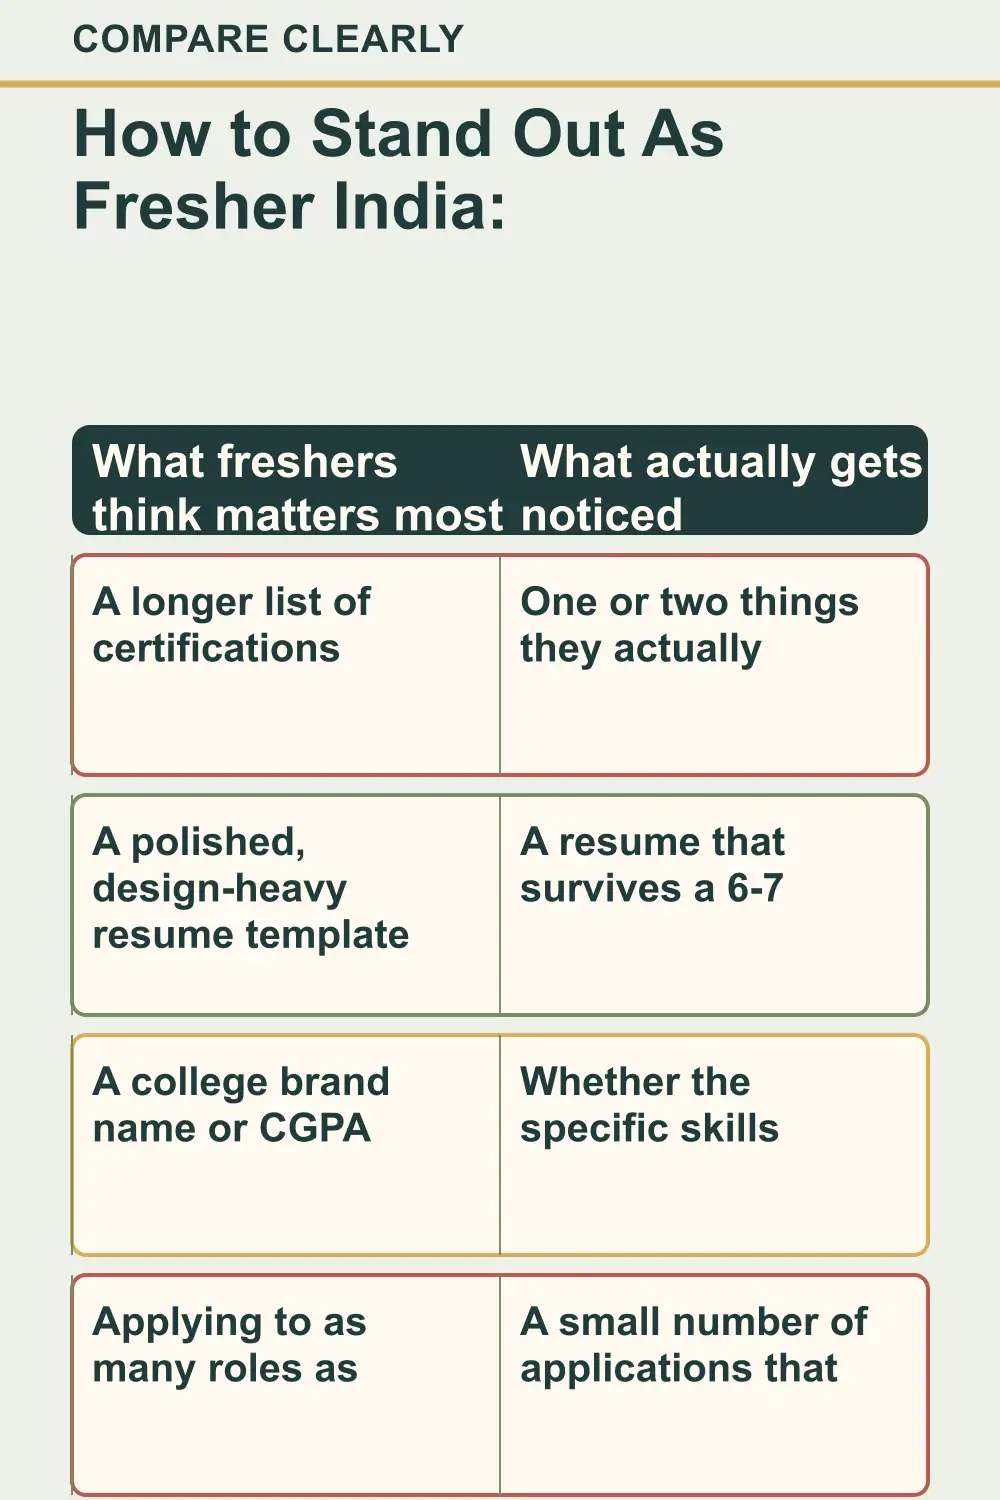 COMPARE CLEARLY
How to Stand Out As
Fresher India:
What freshers
think matters most
What actually gets
noticed
A longer list of
certifications
One or two things
they actually
A polished,
design-heavy
resume template
A resume that
survives a 6-7
A college brand
name or CGPA
Whether the
specific skills
Applying to as
many roles as
A small number of
applications that